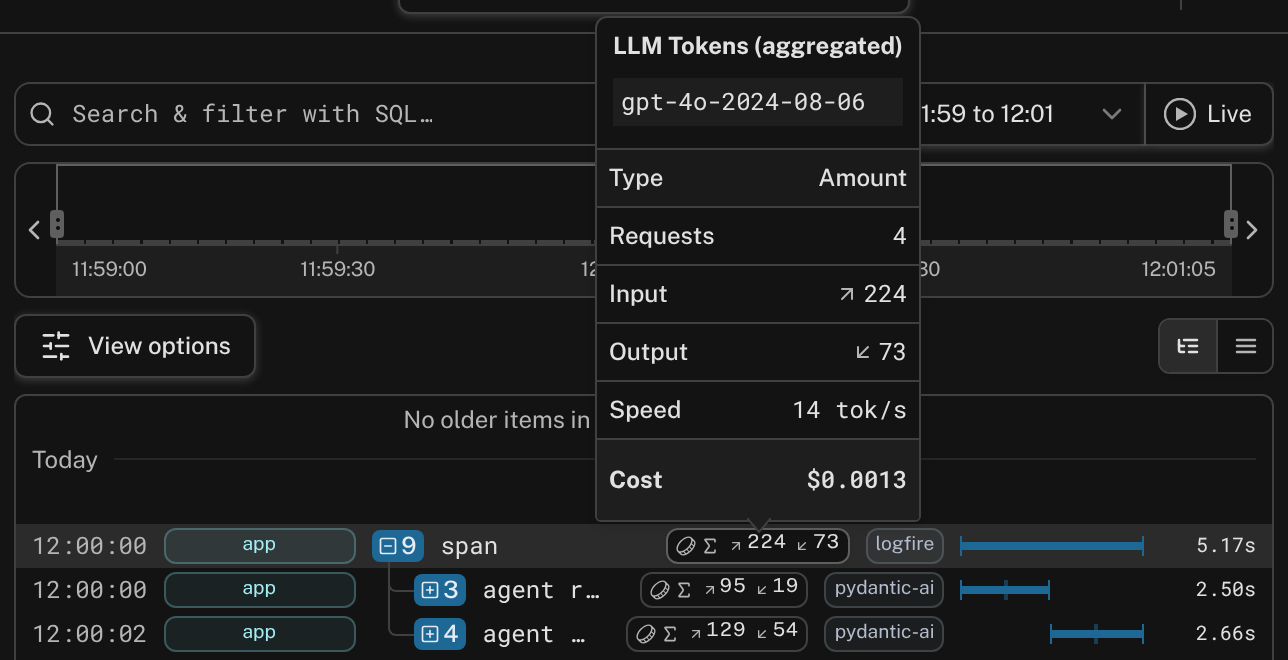 LLM Tokens (aggregated)
gpt-4o-2024-08-06
Search & filter with SQL…
1:59 to 12:01
Live
Type Amount
Requests 4
Input ↗ 224
Output ↙ 73
Speed 14 tok/s
Cost $0.0013
11:59:00 11:59:30 12 30 12:01:05
View options
No older items in
Today
12:00:00 app 9 span Σ ↗ 224 ↙ 73 logfire 5.17s
12:00:00 app 3 agent r… Σ ↗ 95 ↙ 19 pydantic-ai 2.50s
12:00:02 app 4 agent … Σ ↗ 129 ↙ 54 pydantic-ai 2.66s